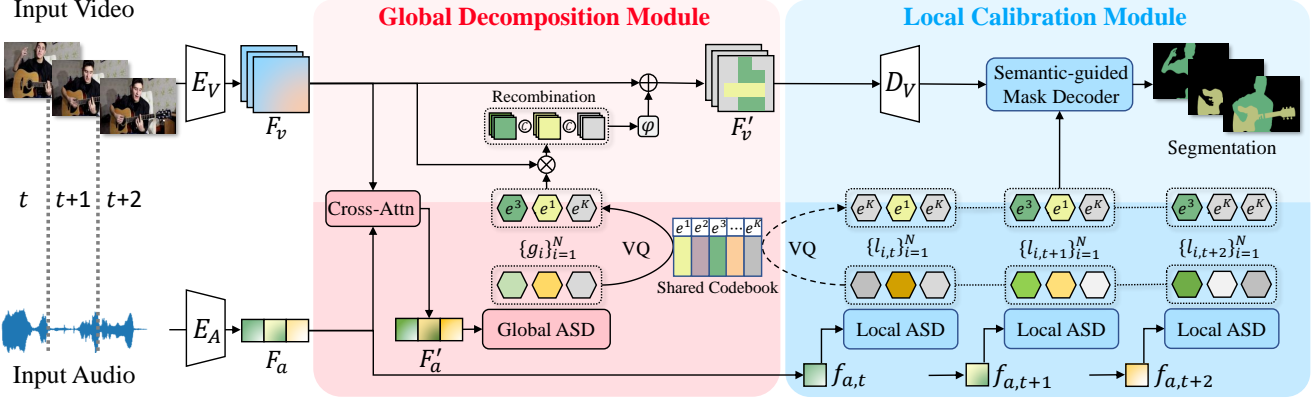 Input Video
Global Decomposition Module
Local Calibration Module
E_V
F_v
Recombination
© ©
φ
F'_v
D_V
Semantic-guided
Mask Decoder
Segmentation
t
t+1
t+2
Cross-Attn
e^3 e^1 e^K
{g_i}_{i=1}^N
VQ
e^1 e^2 e^3 ... e^K
Shared Codebook
VQ
e^K e^1 e^K
{l_{i,t}}_{i=1}^N
e^3 e^1 e^K
{l_{i,t+1}}_{i=1}^N
e^3 e^K e^K
{l_{i,t+2}}_{i=1}^N
Input Audio
E_A
F_a
F'_a
Global ASD
Local ASD
Local ASD
Local ASD
f_{a,t}
f_{a,t+1}
f_{a,t+2}